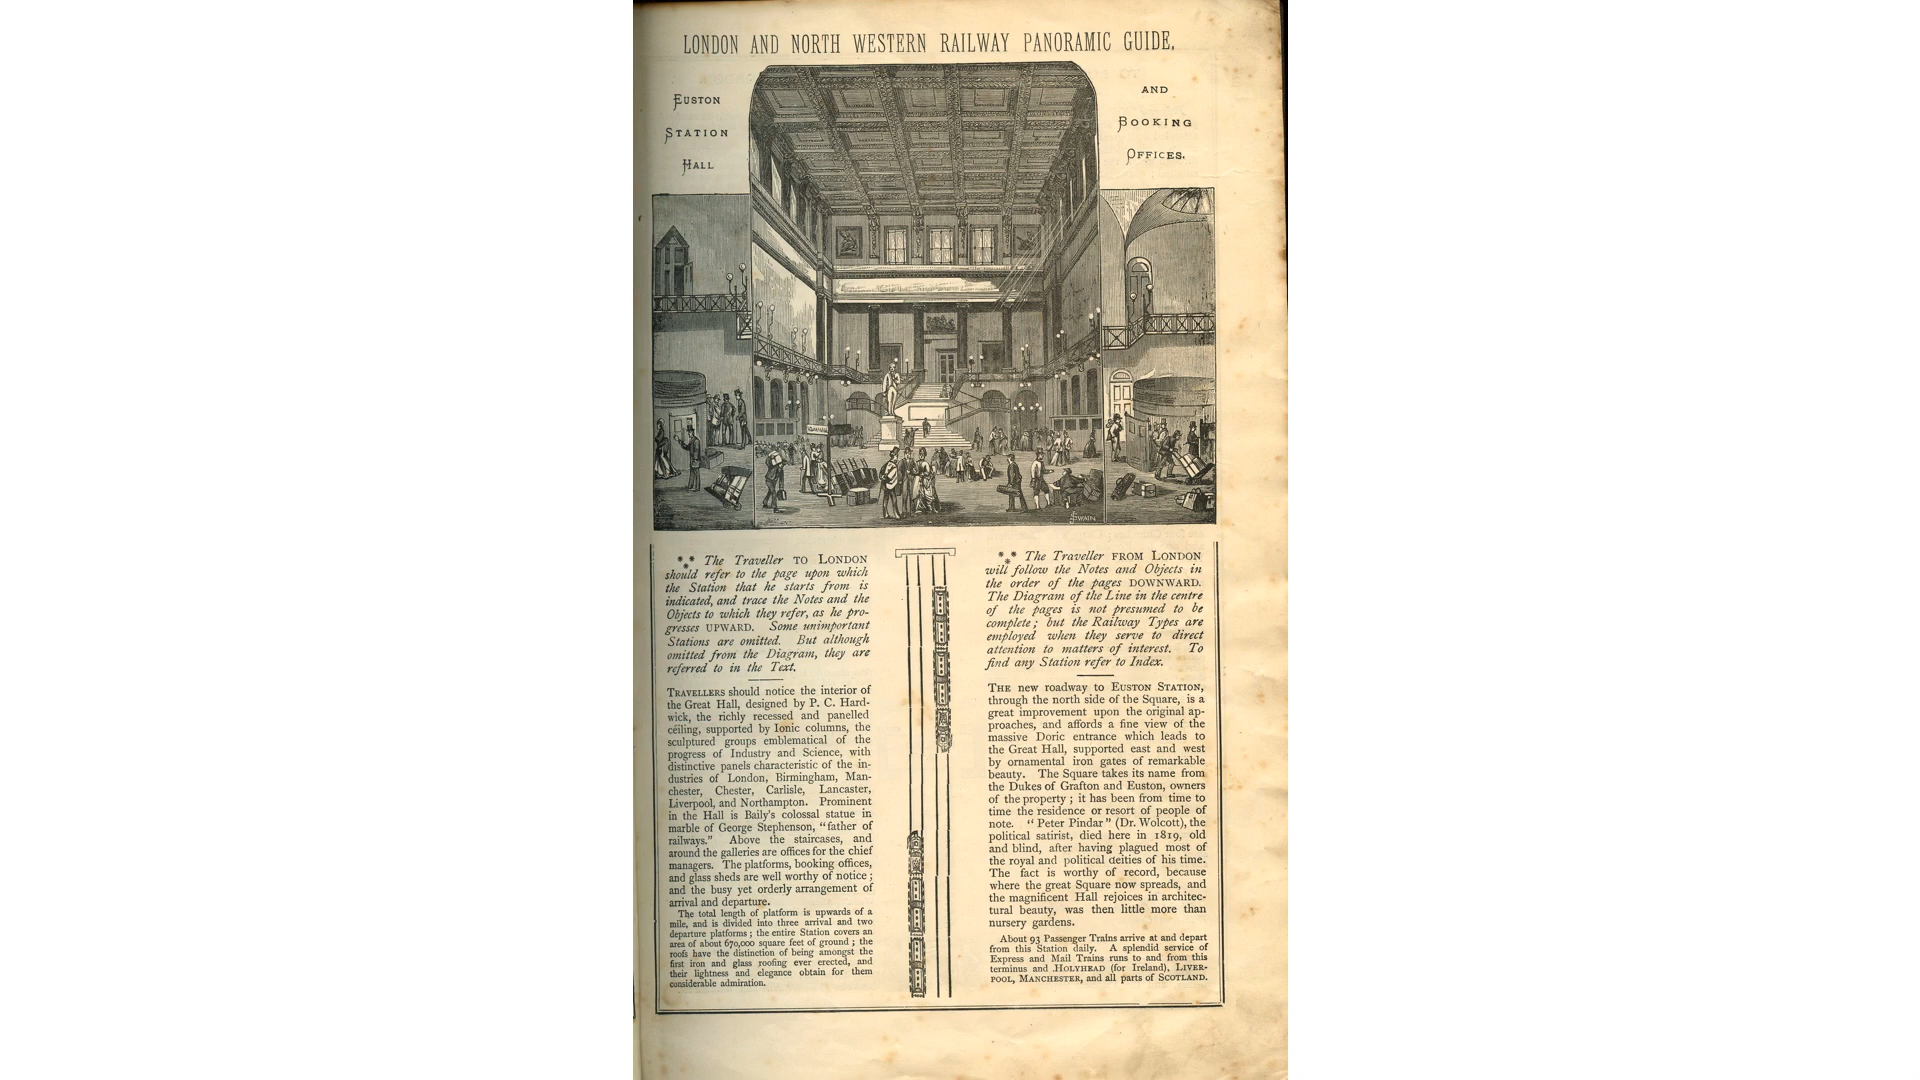 LONDON AND NORTH WESTERN RAILWAY PANORAMIC GUIDE.
EUSTON
STATION
HALL
AND
BOOKING
OFFICES.
SWAIN
*** The Traveller TO LONDON
should refer to the page upon which
the Station that he starts from is
indicated, and trace the Notes and the
Objects to which they refer, as he pro-
gresses UPWARD. Some unimportant
Stations are omitted. But although
omitted from the Diagram, they are
referred to in the Text.
TRAVELLERS should notice the interior of
the Great Hall, designed by P. C. Hard-
wick, the richly recessed and panelled
ceiling, supported by Ionic columns, the
sculptured groups emblematical of the
progress of Industry and Science, with
distinctive panels characteristic of the in-
dustries of London, Birmingham, Man-
chester, Chester, Carlisle, Lancaster,
Liverpool, and Northampton. Prominent
in the Hall is Baily's colossal statue in
marble of George Stephenson, "father of
railways." Above the staircases, and
around the galleries are offices for the chief
managers. The platforms, booking offices,
and glass sheds are well worthy of notice;
and the busy yet orderly arrangement of
arrival and departure.
The total length of platform is upwards of a
mile, and is divided into three arrival and two
departure platforms; the entire Station covers an
area of about 670,000 square feet of ground; the
roofs have the distinction of being amongst the
first iron and glass roofing ever erected, and
their lightness and elegance obtain for them
considerable admiration.
*** The Traveller FROM LONDON
will follow the Notes and Objects in
the order of the pages DOWNWARD.
The Diagram of the Line in the centre
of the pages is not presumed to be
complete; but the Railway Types are
employed when they serve to direct
attention to matters of interest. To
find any Station refer to Index.
THE new roadway to EUSTON STATION,
through the north side of the Square, is a
great improvement upon the original ap-
proaches, and affords a fine view of the
massive Doric entrance which leads to
the Great Hall, supported east and west
by ornamental iron gates of remarkable
beauty. The Square takes its name from
the Dukes of Grafton and Euston, owners
of the property; it has been from time to
time the residence or resort of people of
note. "Peter Pindar" (Dr. Wolcott), the
political satirist, died here in 1819, old
and blind, after having plagued most of
the royal and political deities of his time.
The fact is worthy of record, because
where the great Square now spreads, and
the magnificent Hall rejoices in architec-
tural beauty, was then little more than
nursery gardens.
About 93 Passenger Trains arrive at and depart
from this Station daily. A splendid service of
Express and Mail Trains runs to and from this
terminus and HOLYHEAD (for Ireland), LIVER-
POOL, MANCHESTER, and all parts of SCOTLAND.